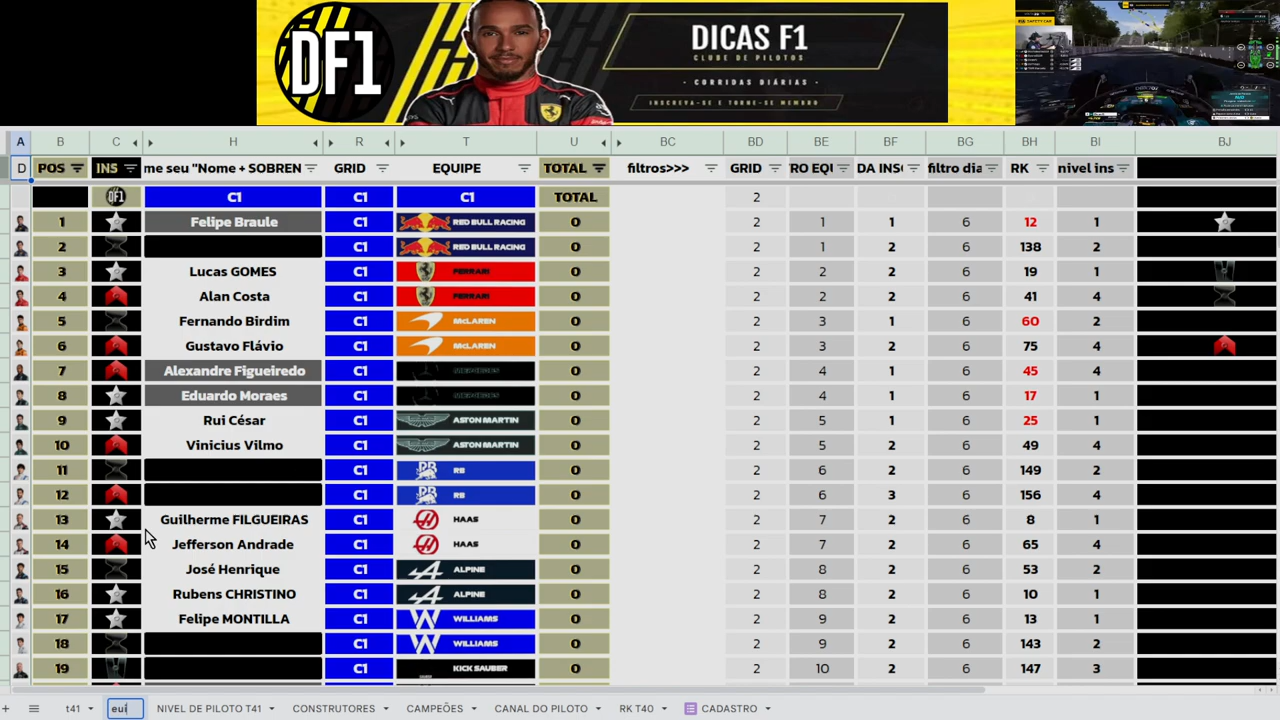 DF1
DICAS F1
CLUBE DE PILOTOS
- CORRIDAS DIÁRIAS -
INSCREVA-SE E TORNE-SE MEMBRO
SAFETY CAR
A B C H R T U BC BD BE BF BG BH BI BJ
D POS INS me seu "Nome + SOBREN GRID EQUIPE TOTAL filtros>>> GRID RO EQU DA INSC filtro dia RK nivel ins
DF1 C1 C1 C1 TOTAL 2
1 Felipe Braule C1 RED BULL RACING 0 2 1 1 6 12 1
2 C1 RED BULL RACING 0 2 1 2 6 138 2
3 Lucas GOMES C1 FERRARI 0 2 2 2 6 19 1
4 Alan Costa C1 FERRARI 0 2 2 2 6 41 4
5 Fernando Birdim C1 McLAREN 0 2 3 1 6 60 2
6 Gustavo Flávio C1 McLAREN 0 2 3 2 6 75 4
7 Alexandre Figueiredo C1 MERCEDES 0 2 4 1 6 45 4
8 Eduardo Moraes C1 MERCEDES 0 2 4 1 6 17 1
9 Rui César C1 ASTON MARTIN 0 2 5 1 6 25 1
10 Vinicius Vilmo C1 ASTON MARTIN 0 2 5 2 6 49 4
11 C1 RB 0 2 6 2 6 149 2
12 C1 RB 0 2 6 3 6 156 4
13 Guilherme FILGUEIRAS C1 HAAS 0 2 7 2 6 8 1
14 Jefferson Andrade C1 HAAS 0 2 7 2 6 65 4
15 José Henrique C1 ALPINE 0 2 8 2 6 53 2
16 Rubens CHRISTINO C1 ALPINE 0 2 8 2 6 10 1
17 Felipe MONTILLA C1 WILLIAMS 0 2 9 2 6 13 1
18 C1 WILLIAMS 0 2 9 2 6 143 2
19 C1 KICK SAUBER 0 2 10 2 6 147 3
+ t41 eui NIVEL DE PILOTO T41 CONSTRUTORES CAMPEÕES CANAL DO PILOTO RK T40 CADASTRO